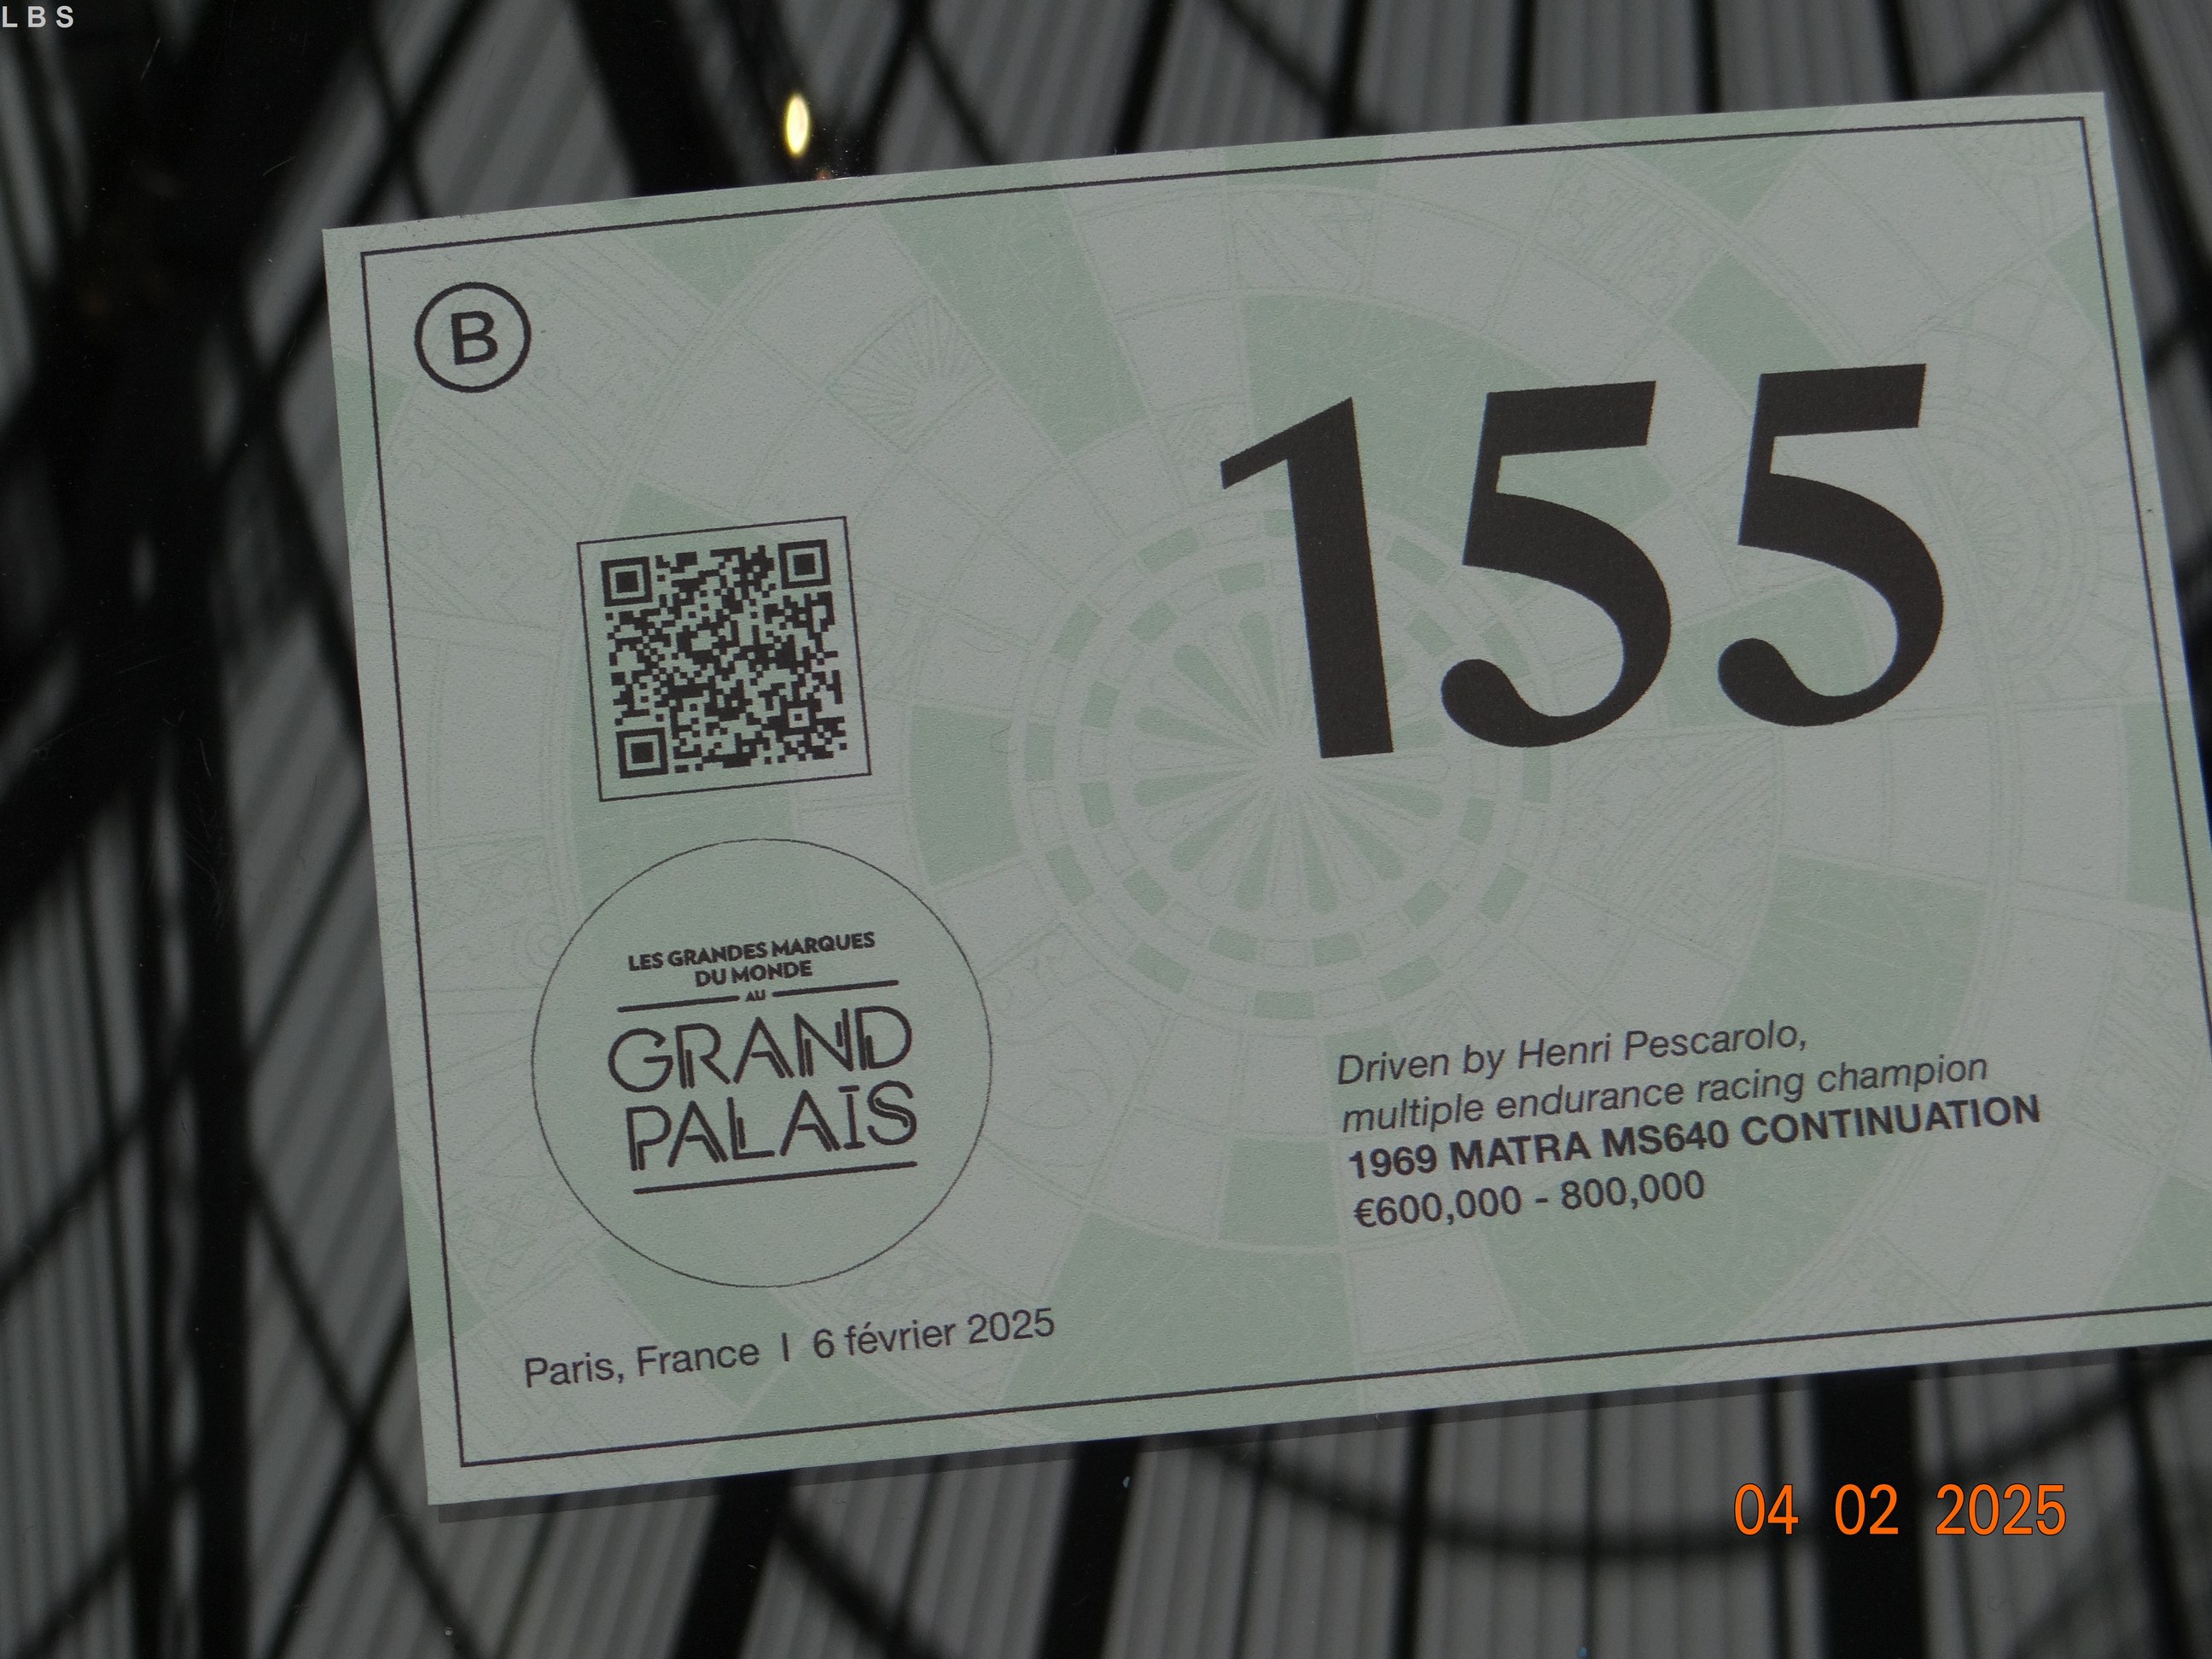 LBS
B
155
LES GRANDES MARQUES
DU MONDE
AU
GRAND
PALAIS
Driven by Henri Pescarolo,
multiple endurance racing champion
1969 MATRA MS640 CONTINUATION
€600,000 - 800,000
Paris, France I 6 février 2025
04 02 2025